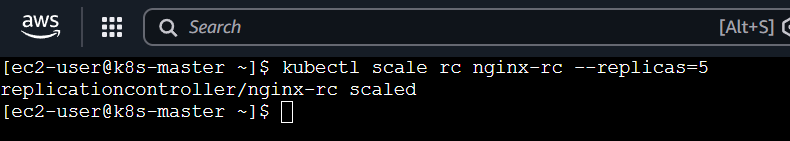 aws
Search
[Alt+S]
[ec2-user@k8s-master ~]$ kubectl scale rc nginx-rc --replicas=5
replicationcontroller/nginx-rc scaled
[ec2-user@k8s-master ~]$